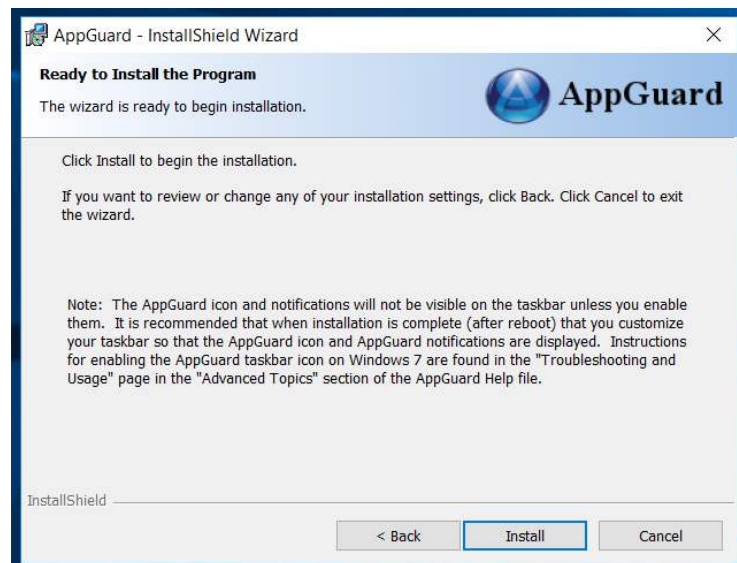 AppGuard - InstallShield Wizard
Ready to Install the Program
The wizard is ready to begin installation.
AppGuard
Click Install to begin the installation.
If you want to review or change any of your installation settings, click Back. Click Cancel to exit
the wizard.
Note:  The AppGuard icon and notifications will not be visible on the taskbar unless you enable
them.  It is recommended that when installation is complete (after reboot) that you customize
your taskbar so that the AppGuard icon and AppGuard notifications are displayed.  Instructions
for enabling the AppGuard taskbar icon on Windows 7 are found in the "Troubleshooting and
Usage" page in the "Advanced Topics" section of the AppGuard Help file.
InstallShield
< Back
Install
Cancel